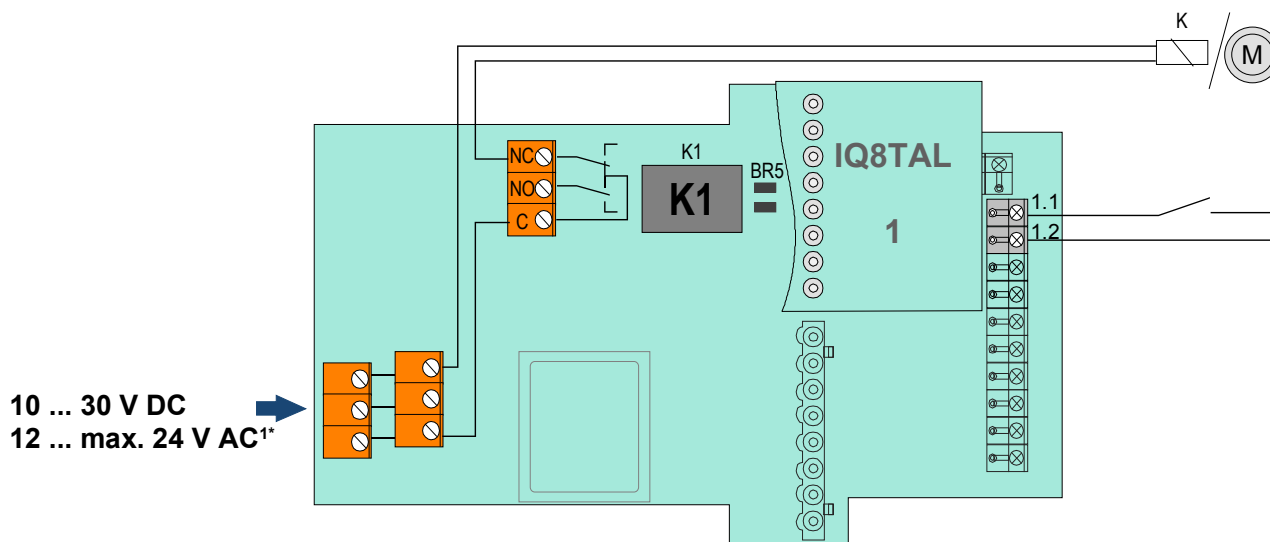 K
M
NC
NO
C
K1
K1
BR5
IQ8TAL
1
1.1
1.2
10 ... 30 V DC
12 ... max. 24 V AC¹*